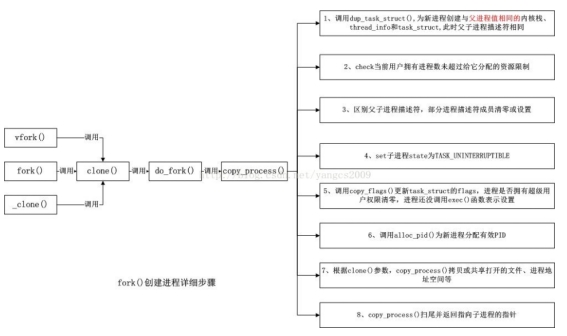 1、调用dup_task_struct(),为新进程创建与父进程值相同的内核栈、
thread_info和task_struct,此时父子进程描述符相同
2、check当前用户拥有进程数未超过给它分配的资源限制
3、区别父子进程描述符，部分进程描述符成员清零或设置
vfork()
调用
fork()
调用
clone()
调用
do_fork()
调用
copy_process()
_clone()
调用
4、set子进程state为TASK_UNINTERRUPTIBLE
5、调用copy_flags()更新task_struct的flags，进程是否拥有超级用
户权限清零，进程还没调用exec()函数表示设置
6、调用alloc_pid()为新进程分配有效PID
7、根据clone()参数，copy_process()拷贝或共享打开的文件、进程地
址空间等
8、copy_process()扫尾并返回指向子进程的指针
fork()创建进程详细步骤